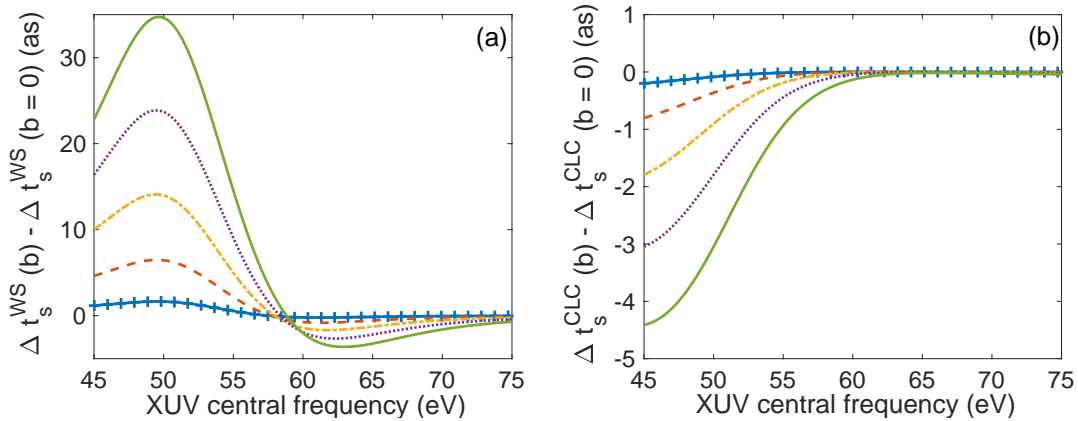 (a)
Δ t_s^WS (b) - Δ t_s^WS (b = 0) (as)
30
20
10
0
45 50 55 60 65 70 75
XUV central frequency (eV)
(b)
Δ t_s^CLC (b) - Δ t_s^CLC (b = 0) (as)
1
0
-1
-2
-3
-4
-5
45 50 55 60 65 70 75
XUV central frequency (eV)